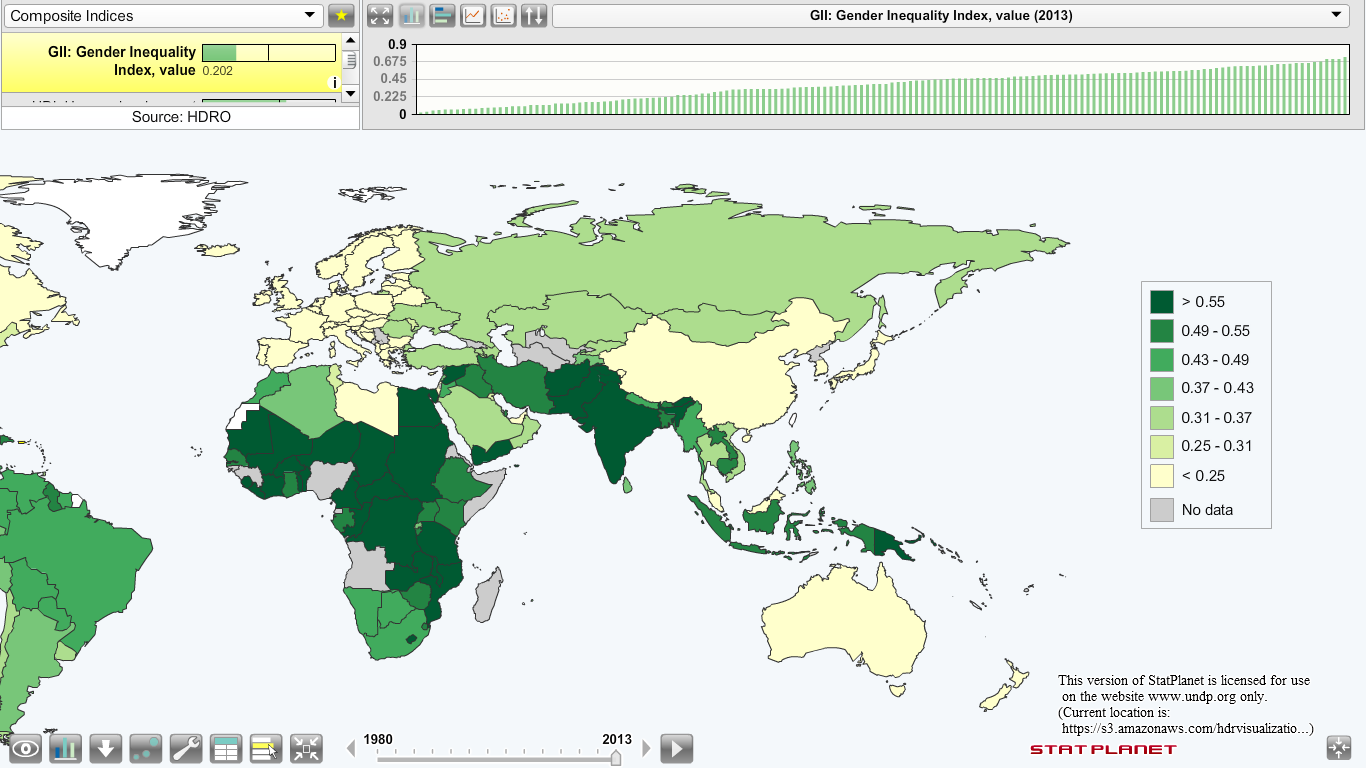 Composite Indices
GII: Gender Inequality
Index, value
0.202
i
Source: HDRO
GII: Gender Inequality Index, value (2013)
0.9
0.675
0.45
0.225
0
> 0.55
0.49 - 0.55
0.43 - 0.49
0.37 - 0.43
0.31 - 0.37
0.25 - 0.31
< 0.25
No data
This version of StatPlanet is licensed for use
on the website www.undp.org only.
(Current location is:
https://s3.amazonaws.com/hdrvisualizatio...)
STATPLANET
1980
2013